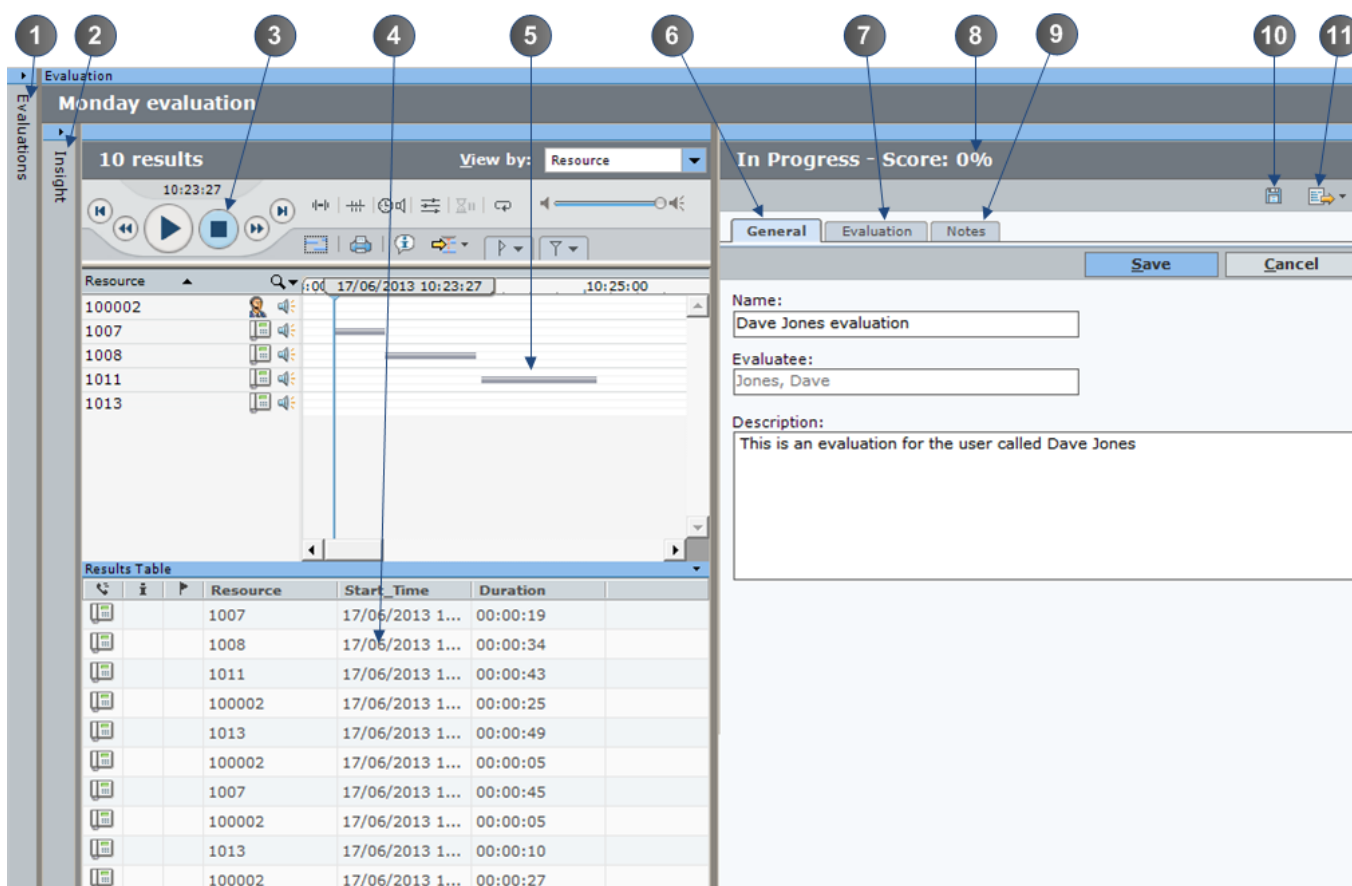 1 2 3 4 5 6 7 8 9 10 11
Evaluation
Evaluations
Monday evaluation
Insight
10 results View by: Resource
10:23:27
Resource
:00 17/06/2013 10:23:27 10:25:00
100002
1007
1008
1011
1013
Results Table
Resource Start_Time Duration
1007 17/06/2013 1... 00:00:19
1008 17/06/2013 1... 00:00:34
1011 17/06/2013 1... 00:00:43
100002 17/06/2013 1... 00:00:25
1013 17/06/2013 1... 00:00:49
100002 17/06/2013 1... 00:00:05
1007 17/06/2013 1... 00:00:45
100002 17/06/2013 1... 00:00:05
1013 17/06/2013 1... 00:00:10
100002 17/06/2013 1... 00:00:27
In Progress - Score: 0%
General Evaluation Notes
Save Cancel
Name:
Dave Jones evaluation
Evaluatee:
Jones, Dave
Description:
This is an evaluation for the user called Dave Jones